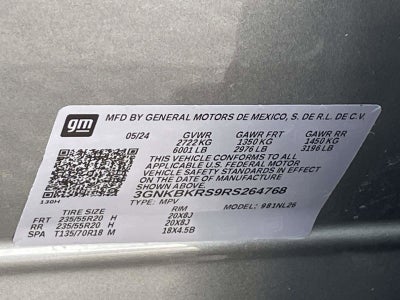 gm MFD BY GENERAL MOTORS DE MEXICO, S. DE R.L. DE C.V.
05/24 GVWR GAWR FRT GAWR RR
2722 KG 1350 KG 1450 KG
6001 LB 2976 LB 3196 LB
THIS VEHICLE CONFORMS TO ALL
APPLICABLE U.S. FEDERAL MOTOR
VEHICLE SAFETY STANDARDS IN EFFECT
ON THE DATE OF MANUFACTURE SHOWN ABOVE.
3GNKBKRS9RS264768
130H TYPE: MPV MODEL: 981NL26
TIRE SIZE RIM
FRT 235/55R20 H 20X8J
RR 235/55R20 H 20X8J
SPA T135/70R18 M 18X4.5B